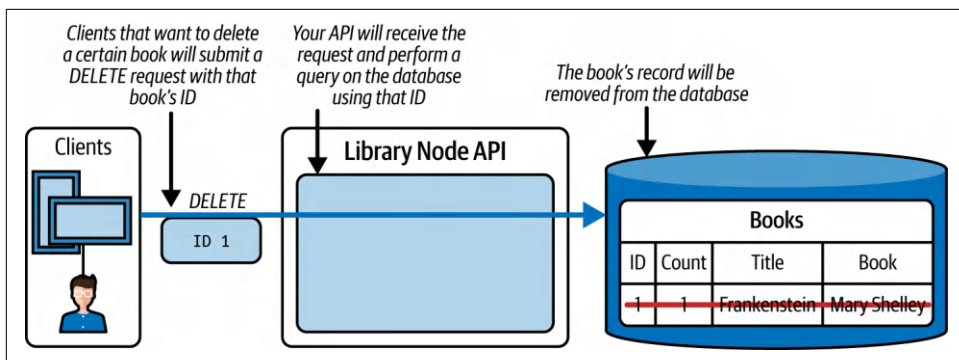 Clients that want to delete
a certain book will submit a
DELETE request with that
book's ID
Your API will receive the
request and perform a
query on the database
using that ID
The book's record will be
removed from the database
Clients
DELETE
ID 1
Library Node API
Books
ID Count Title Book
1 1 Frankenstein Mary Shelley